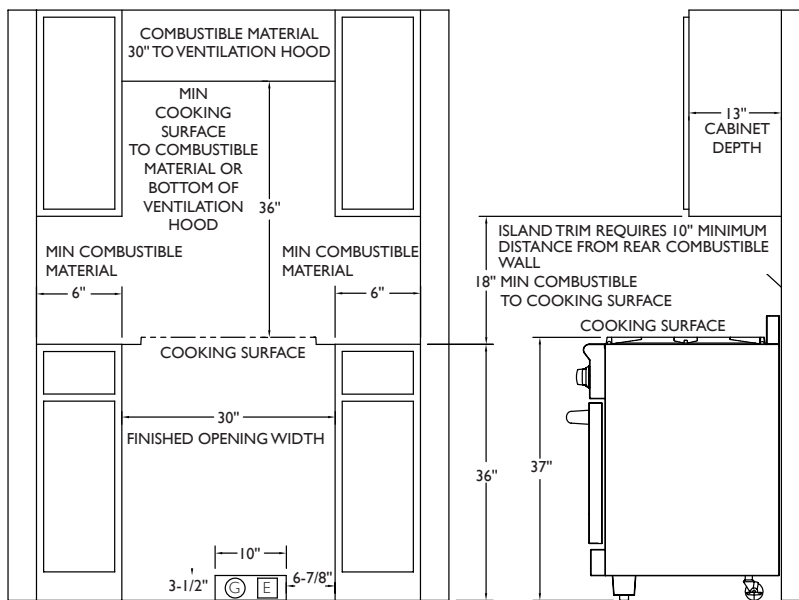 COMBUSTIBLE MATERIAL
30" TO VENTILATION HOOD
MIN
COOKING
SURFACE
TO COMBUSTIBLE
MATERIAL OR
BOTTOM OF
VENTILATION
HOOD
36"
MIN COMBUSTIBLE
MATERIAL
6"
MIN COMBUSTIBLE
MATERIAL
6"
COOKING SURFACE
30"
FINISHED OPENING WIDTH
10"
3-1/2"
G
E
6-7/8"
13"
CABINET
DEPTH
ISLAND TRIM REQUIRES 10" MINIMUM
DISTANCE FROM REAR COMBUSTIBLE
WALL
18"
MIN COMBUSTIBLE
TO COOKING SURFACE
COOKING SURFACE
36"
37"